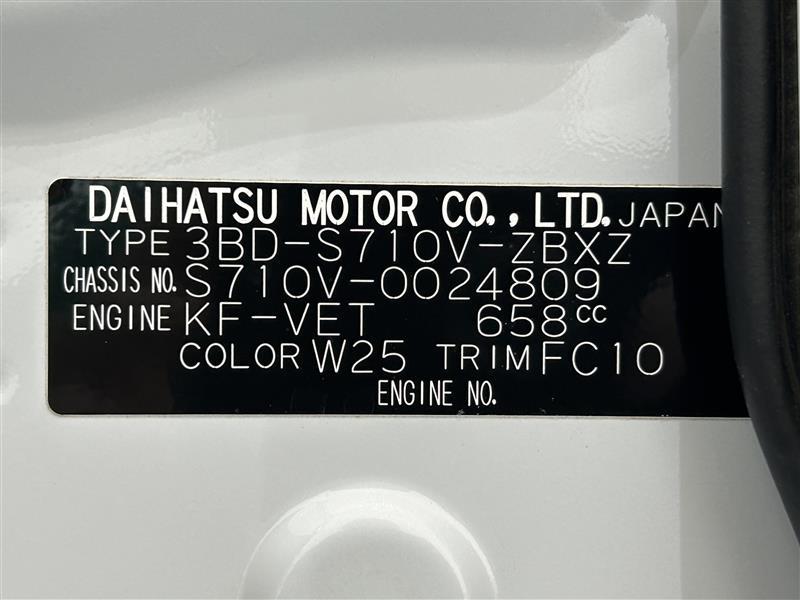 DAIHATSU MOTOR CO., LTD. JAPAN
TYPE 3BD-S710V-ZBXZ
CHASSIS NO. S710V-0024809
ENGINE KF-VET 658cc
COLOR W25 TRIM FC10
ENGINE NO.